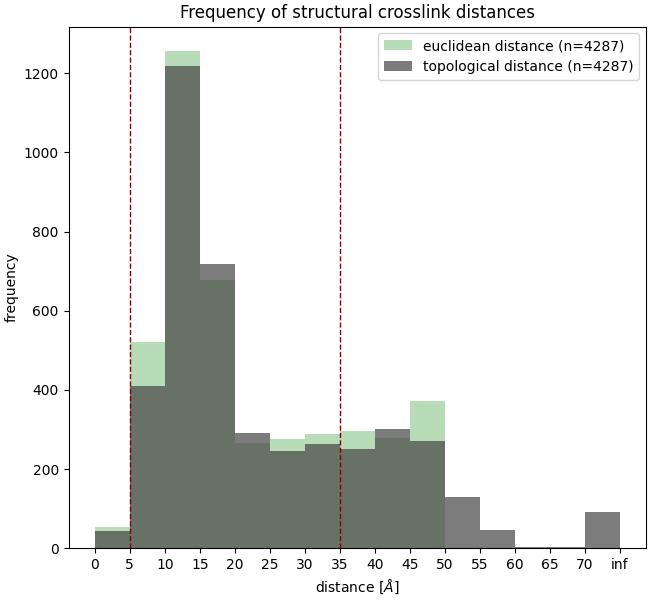 Frequency of structural crosslink distances
euclidean distance (n=4287)
topological distance (n=4287)
frequency
1200
1000
800
600
400
200
0
0 5 10 15 20 25 30 35 40 45 50 55 60 65 70 inf
distance [Å]